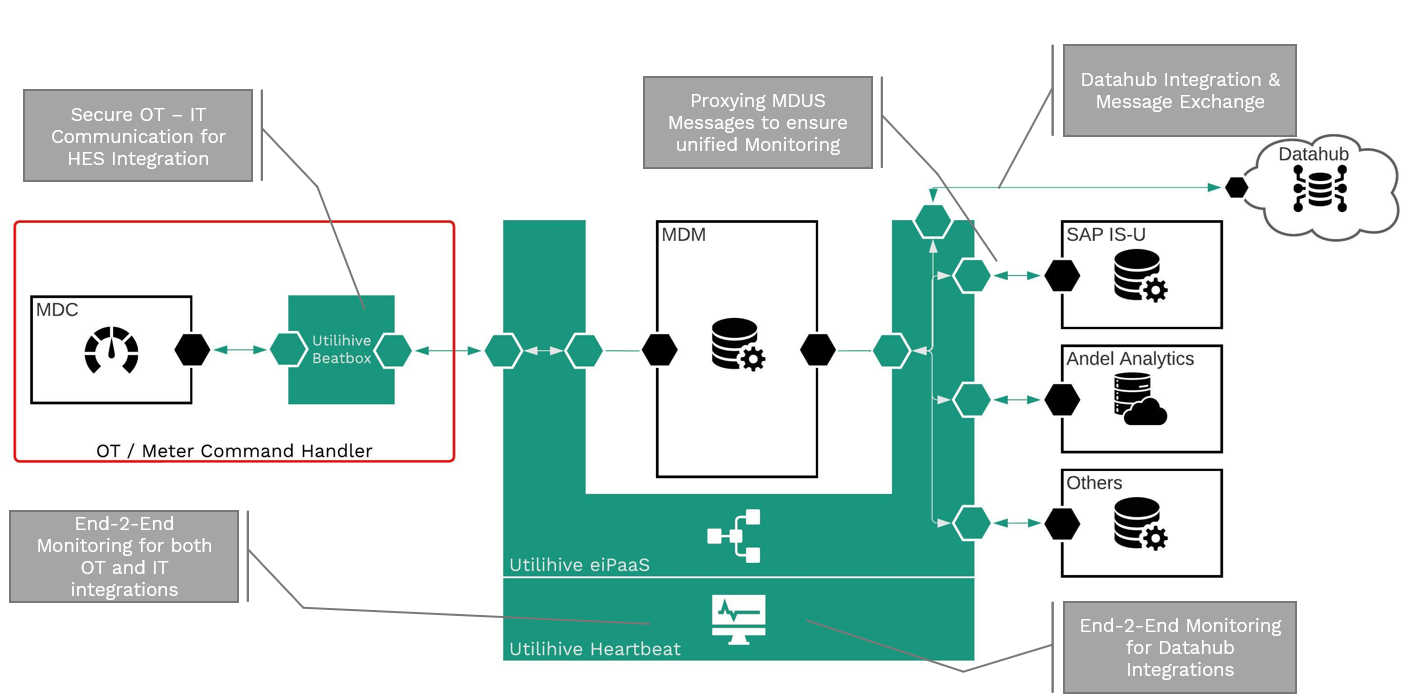 Secure OT – IT
Communication for
HES Integration
Proxying MDUS
Messages to ensure
unified Monitoring
Datahub Integration &
Message Exchange
Datahub
MDM
SAP IS-U
MDC
Utilihive
Beatbox
Andel Analytics
OT / Meter Command Handler
Others
End-2-End
Monitoring for both
OT and IT
integrations
Utilihive eiPaaS
Utilihive Heartbeat
End-2-End Monitoring
for Datahub
Integrations